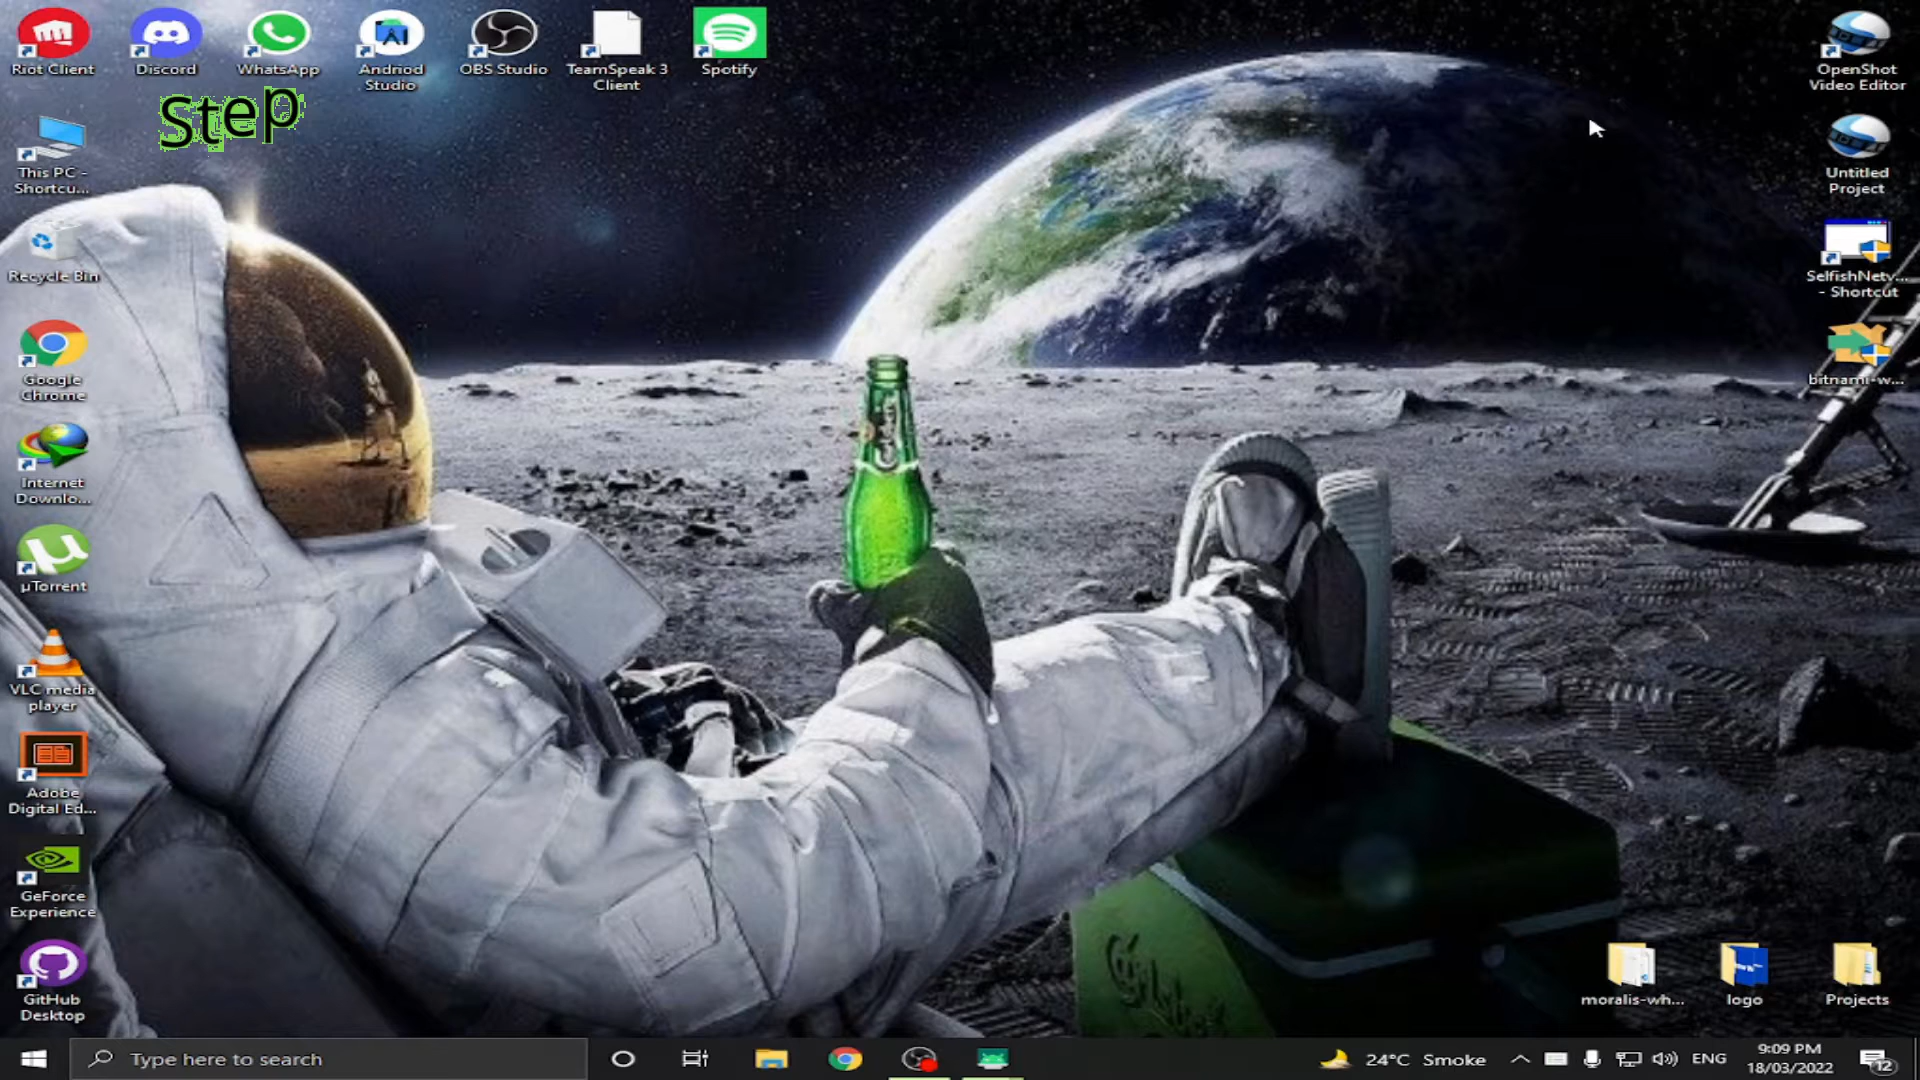 Riot Client
Discord
WhatsApp
Andriod
Studio
OBS Studio
TeamSpeak 3
Client
Spotify
OpenShot
Video Editor
Step
This PC -
Shortcu...
Untitled
Project
Recycle Bin
SelfishNetv...
- Shortcut
Google
Chrome
bitnami-w...
Internet
Downlo...
µTorrent
VLC media
player
Adobe
Digital Ed...
GeForce
Experience
GitHub
Desktop
moralis-wh...
logo
Projects
Type here to search
24°C Smoke
ENG
9:09 PM
18/03/2022
12